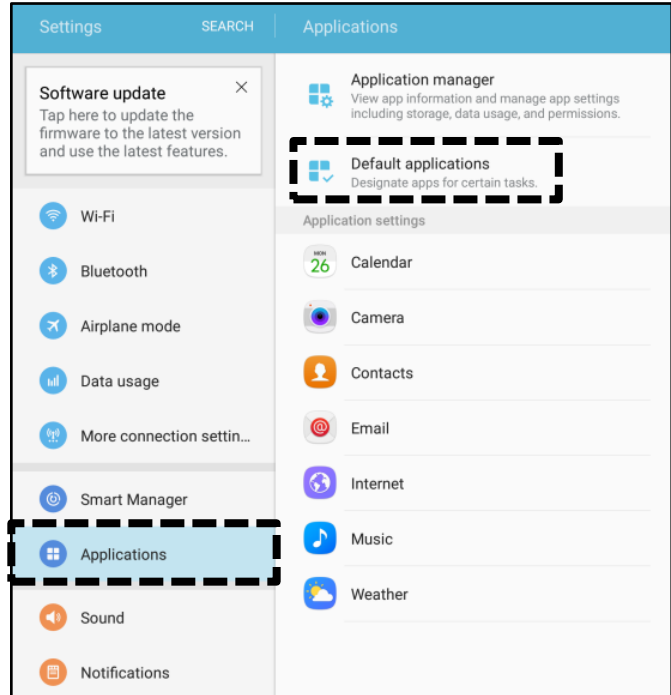 Settings
SEARCH
Applications
Software update
Tap here to update the
firmware to the latest version
and use the latest features.
Wi-Fi
Bluetooth
Airplane mode
Data usage
More connection settin...
Smart Manager
Applications
Sound
Notifications
Application manager
View app information and manage app settings
including storage, data usage, and permissions.
Default applications
Designate apps for certain tasks.
Application settings
MON
26
Calendar
Camera
Contacts
@
Email
Internet
Music
Weather